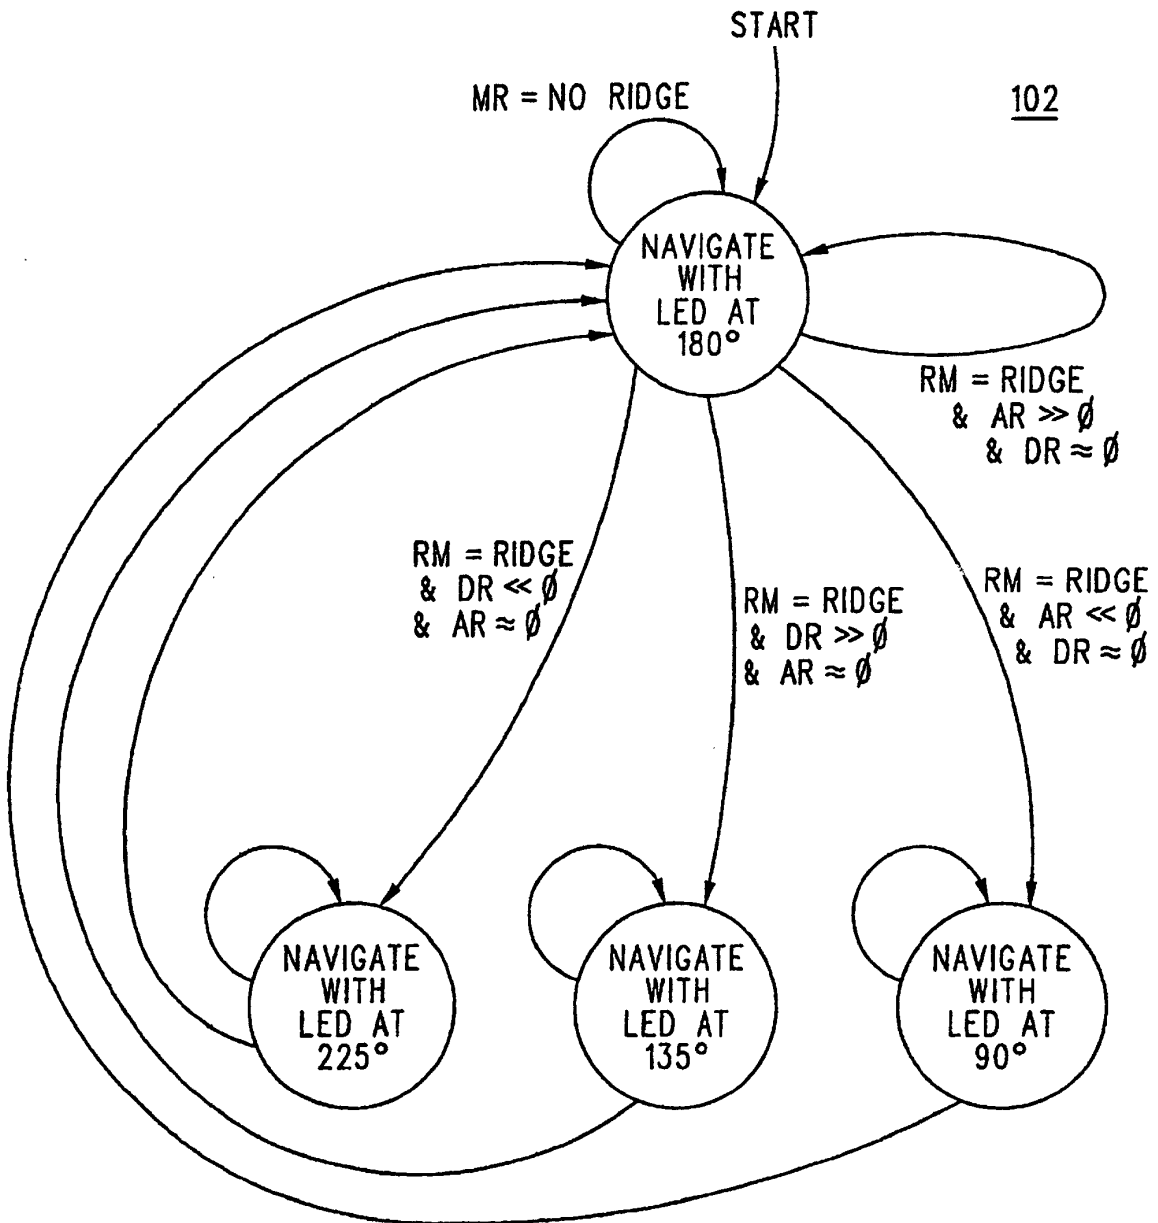 START
102
MR = NO RIDGE
NAVIGATE
WITH
LED AT
180°
RM = RIDGE
& AR ≫ ∅
& DR ≈ ∅
RM = RIDGE
& DR ≪ ∅
& AR ≈ ∅
RM = RIDGE
& DR ≫ ∅
& AR ≈ ∅
RM = RIDGE
& AR ≪ ∅
& DR ≈ ∅
NAVIGATE
WITH
LED AT
225°
NAVIGATE
WITH
LED AT
135°
NAVIGATE
WITH
LED AT
90°